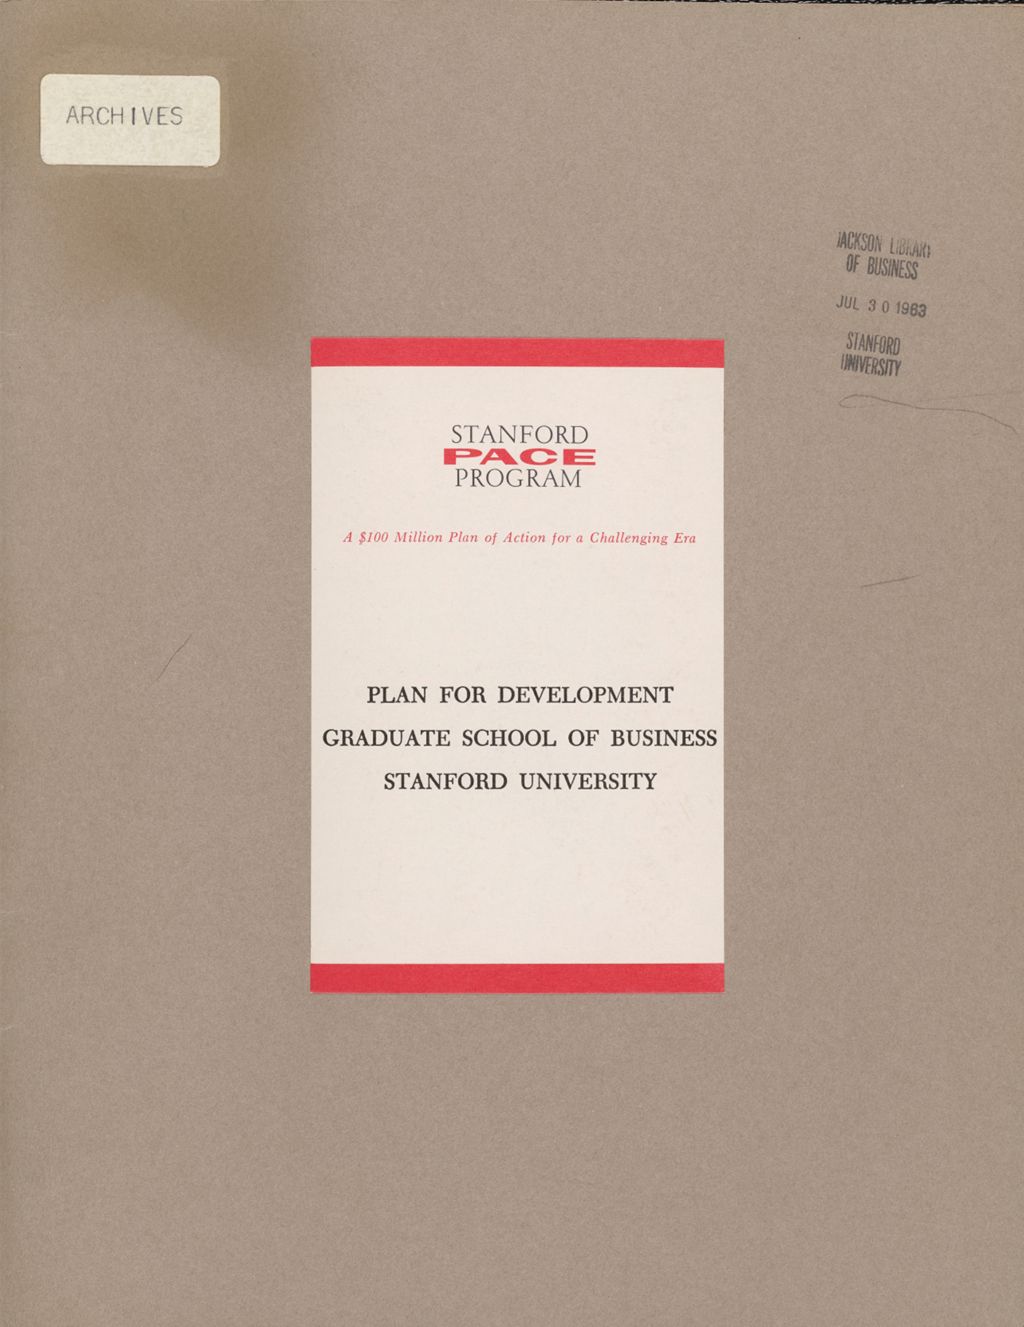 ARCHIVES
JACKSON LIBRARY
OF BUSINESS
JUL 30 1963
STANFORD
UNIVERSITY
STANFORD
PACE
PROGRAM
A $100 Million Plan of Action for a Challenging Era
PLAN FOR DEVELOPMENT
GRADUATE SCHOOL OF BUSINESS
STANFORD UNIVERSITY